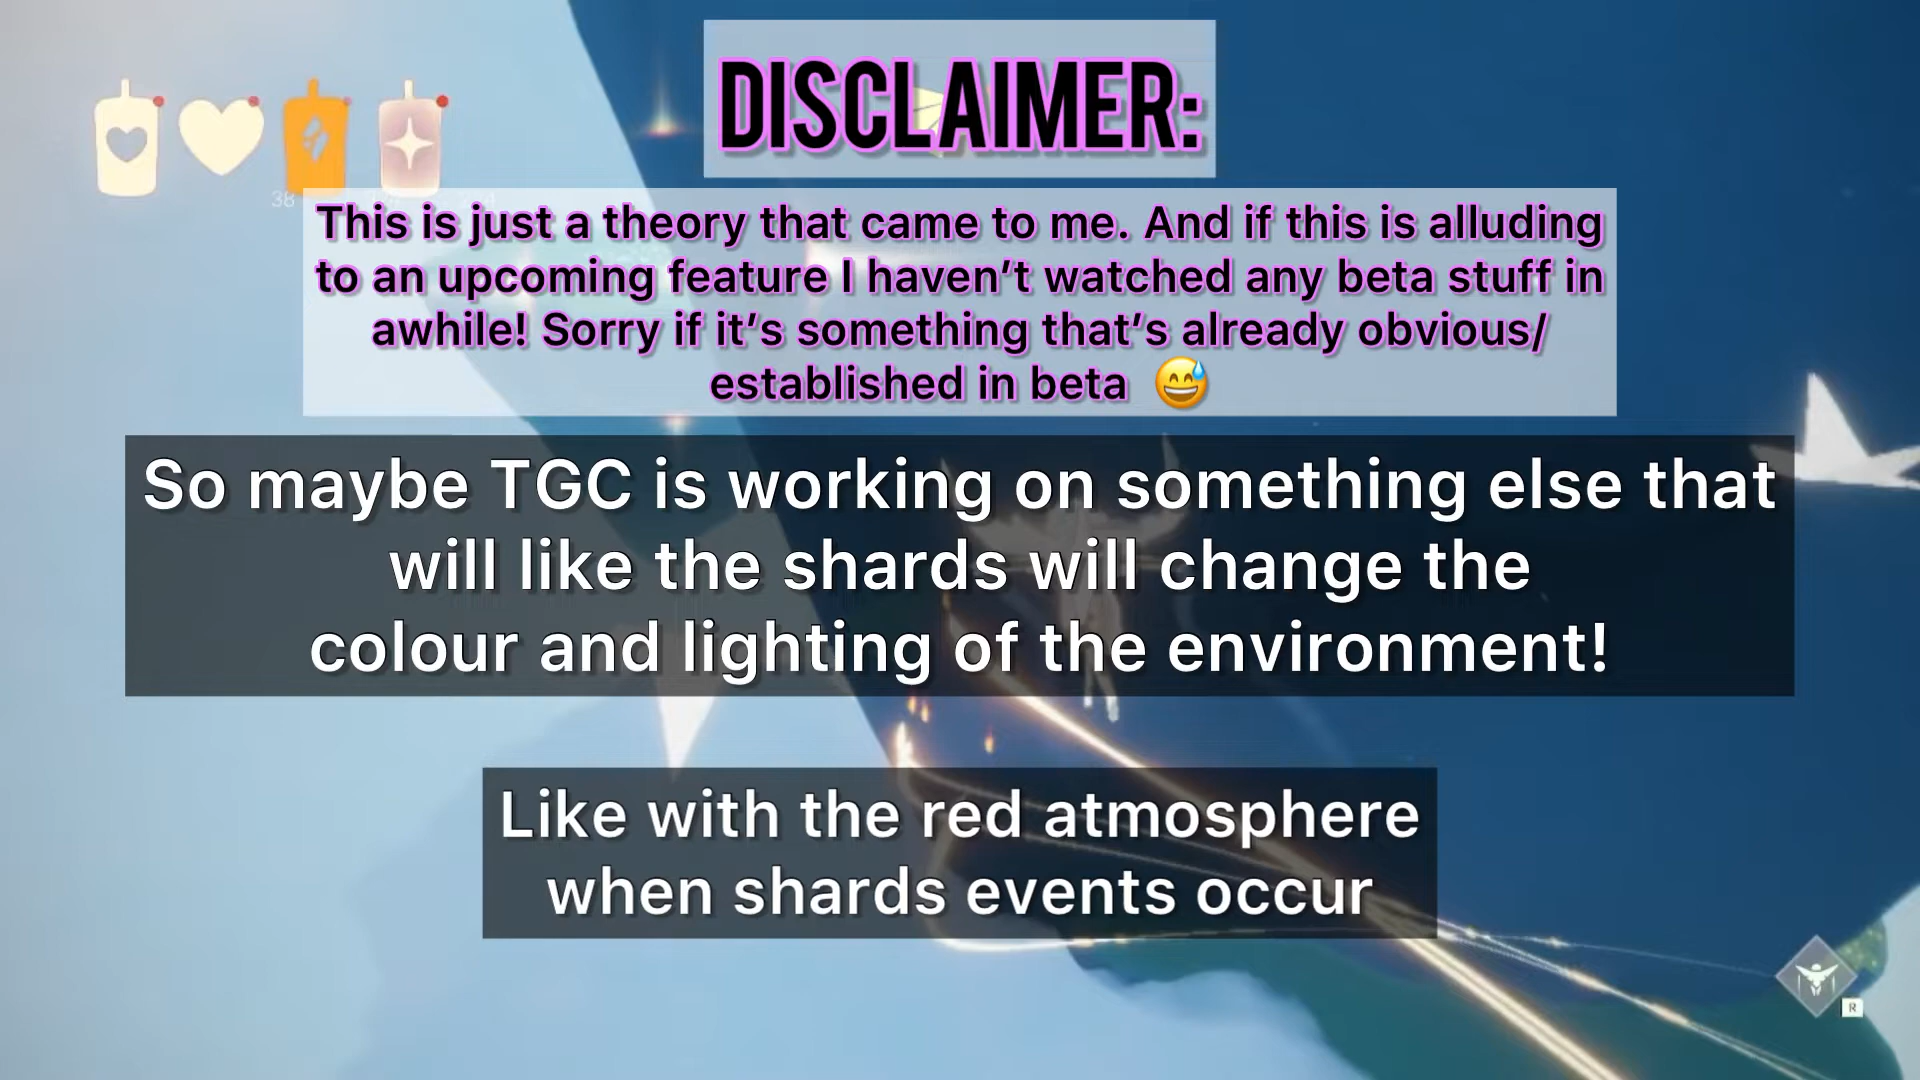 DISCLAIMER:
38
This is just a theory that came to me. And if this is alluding
to an upcoming feature I haven't watched any beta stuff in
awhile! Sorry if it's something that's already obvious/
established in beta 😅
So maybe TGC is working on something else that
will like the shards will change the
colour and lighting of the environment!
Like with the red atmosphere
when shards events occur
R